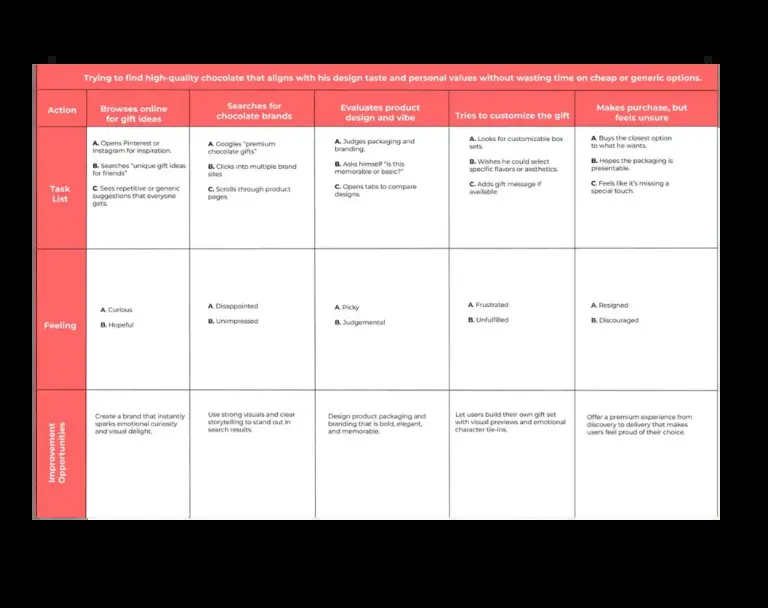 Trying to find high-quality chocolate that aligns with his design taste and personal values without wasting time on cheap or generic options.
Action
Browses online
for gift ideas
Searches for
chocolate brands
Evaluates product
design and vibe
Tries to customize the gift
Makes purchase, but
feels unsure
Task
List
A. Opens Pinterest or
Instagram for inspiration.
B. Searches "unique gift ideas
for friends"
C. Sees repetitive or generic
suggestions that everyone
gets.
A. Googles "premium
chocolate gifts"
B. Clicks into multiple brand
sites
C. Scrolls through product
pages.
A. Judges packaging and
branding.
B. Asks himself "Is this
memorable or basic?"
C. Opens tabs to compare
designs.
A. Looks for customizable box
sets.
B. Wishes he could select
specific flavors or aesthetics.
C. Adds gift message if
available.
A. Buys the closest option
to what he wants.
B. Hopes the packaging is
presentable.
C. Feels like it's missing a
special touch.
Feeling
A. Curious
B. Hopeful
A. Disappointed
B. Unimpressed
A. Picky
B. Judgemental
A. Frustrated
B. Unfulfilled
A. Resigned
B. Discouraged
Improvement
Opportunities
Create a brand that instantly
sparks emotional curiosity
and visual delight.
Use strong visuals and clear
storytelling to stand out in
search results.
Design product packaging and
branding that is bold, elegant,
and memorable.
Let users build their own gift set
with visual previews and emotional
character tie-ins.
Offer a premium experience from
discovery to delivery that makes
users feel proud of their choice.